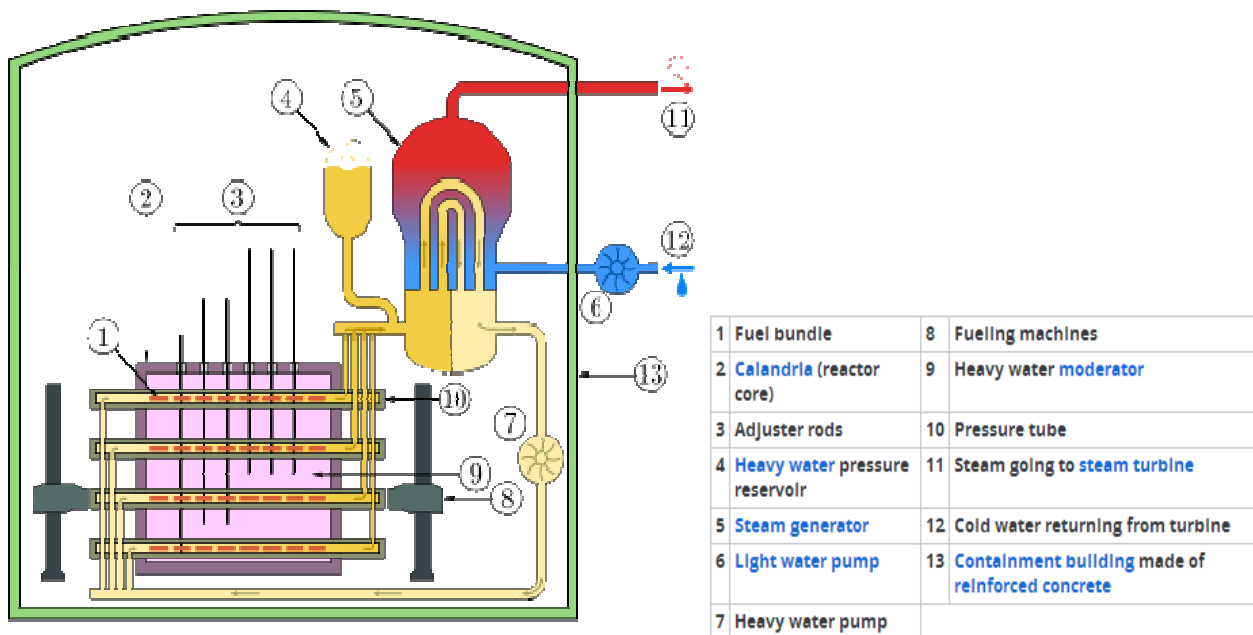 4
5
11
2
3
12
6
1
13
10
7
9
8
1 Fuel bundle 8 Fueling machines
2 Calandria (reactor core) 9 Heavy water moderator
3 Adjuster rods 10 Pressure tube
4 Heavy water pressure reservoir 11 Steam going to steam turbine
5 Steam generator 12 Cold water returning from turbine
6 Light water pump 13 Containment building made of reinforced concrete
7 Heavy water pump